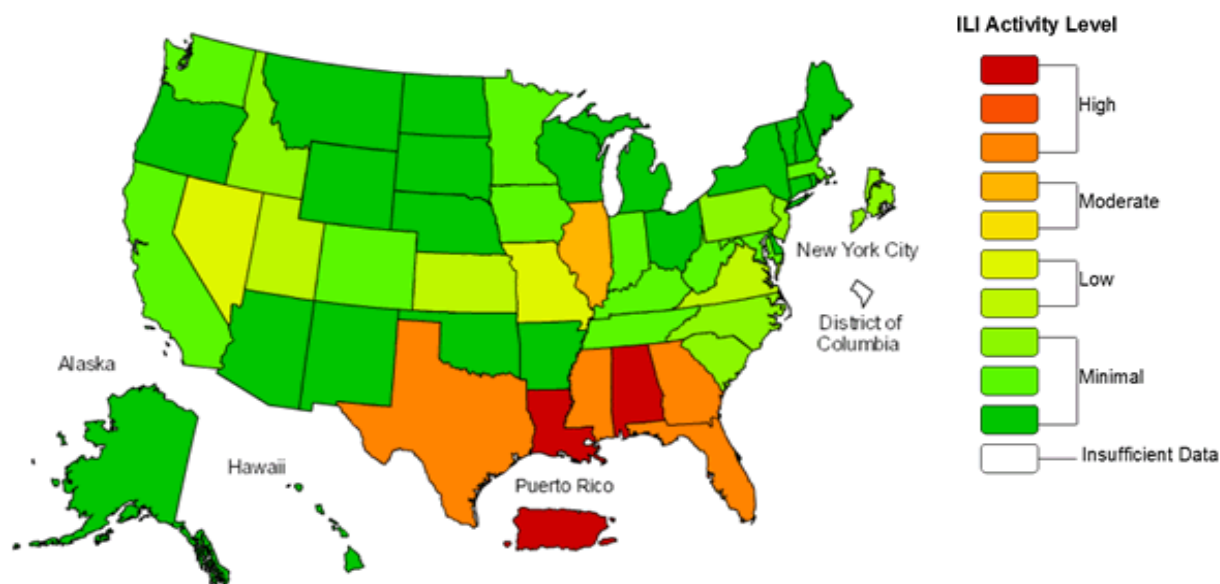 ILI Activity Level
High
Moderate
Low
Minimal
Insufficient Data
New York City
District of
Columbia
Alaska
Hawaii
Puerto Rico